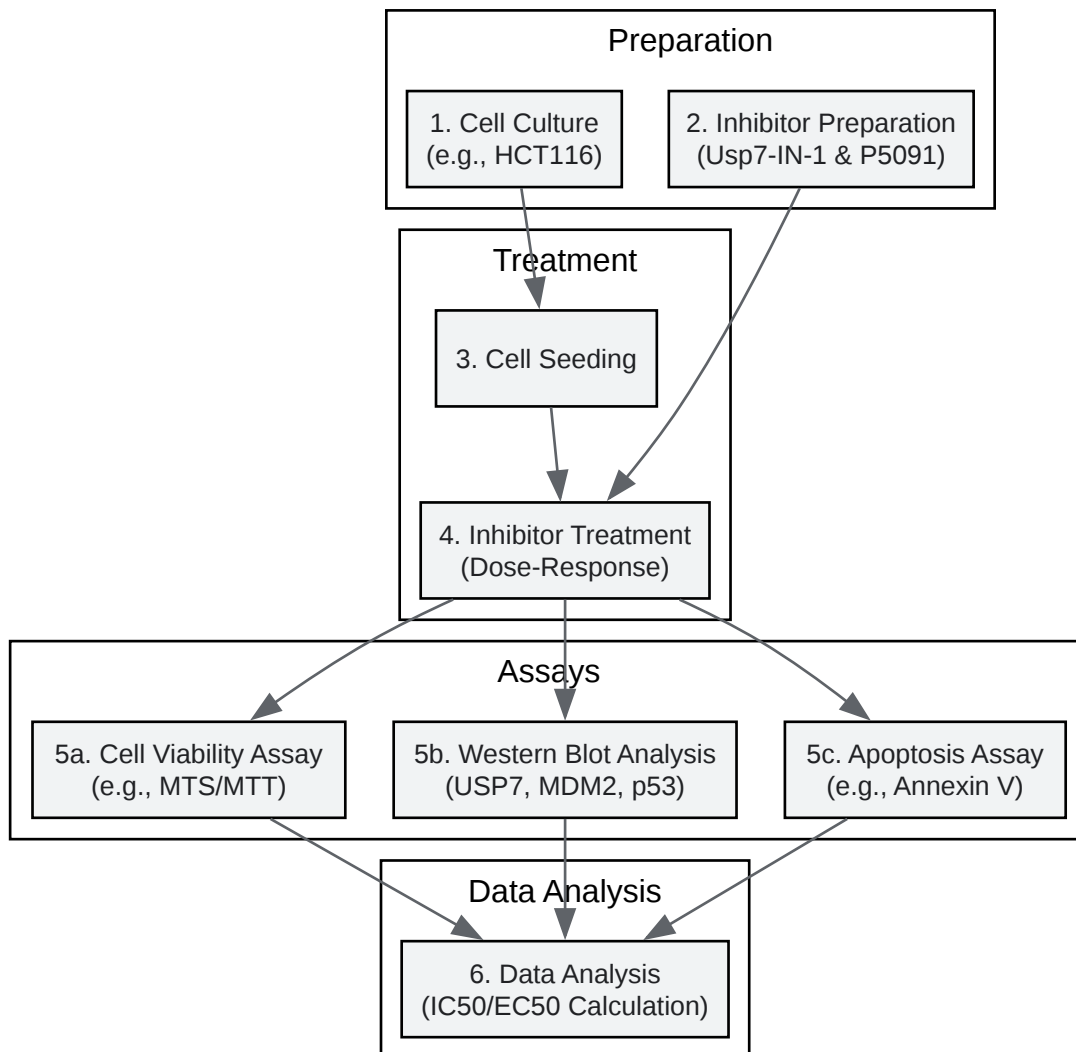 Preparation
1. Cell Culture
(e.g., HCT116)
2. Inhibitor Preparation
(Usp7-IN-1 & P5091)
Treatment
3. Cell Seeding
4. Inhibitor Treatment
(Dose-Response)
Assays
5a. Cell Viability Assay
(e.g., MTS/MTT)
5b. Western Blot Analysis
(USP7, MDM2, p53)
5c. Apoptosis Assay
(e.g., Annexin V)
Data Analysis
6. Data Analysis
(IC50/EC50 Calculation)